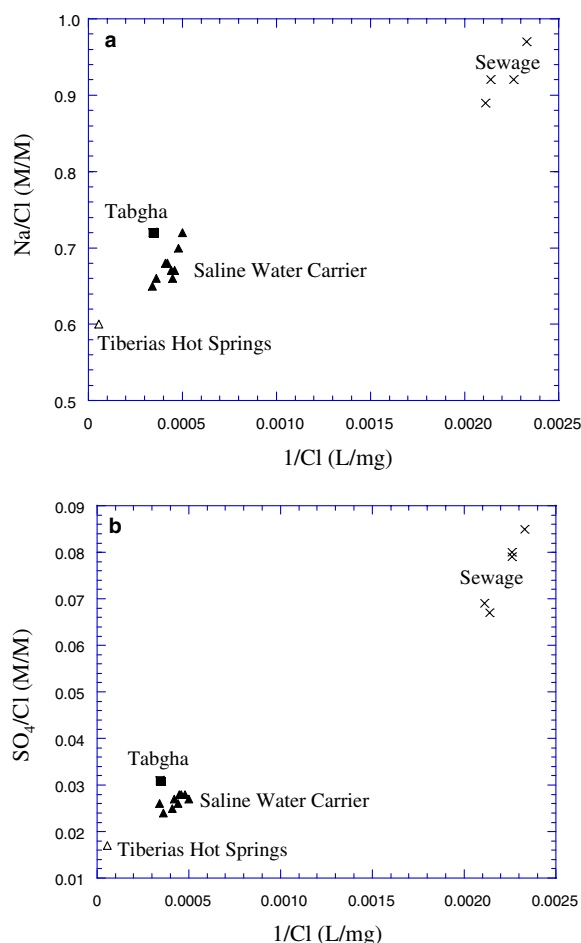 a
1.0
Sewage
0.9
Na/Cl (M/M)
0.8
Tabgha
0.7
Saline Water Carrier
0.6
Tiberias Hot Springs
0.5
0 0.0005 0.0010 0.0015 0.0020 0.0025
1/Cl (L/mg)
b
0.09
0.08
Sewage
0.07
SO₄/Cl (M/M)
0.06
0.05
0.04
Tabgha
0.03
Saline Water Carrier
0.02
Tiberias Hot Springs
0.01
0 0.0005 0.0010 0.0015 0.0020 0.0025
1/Cl (L/mg)